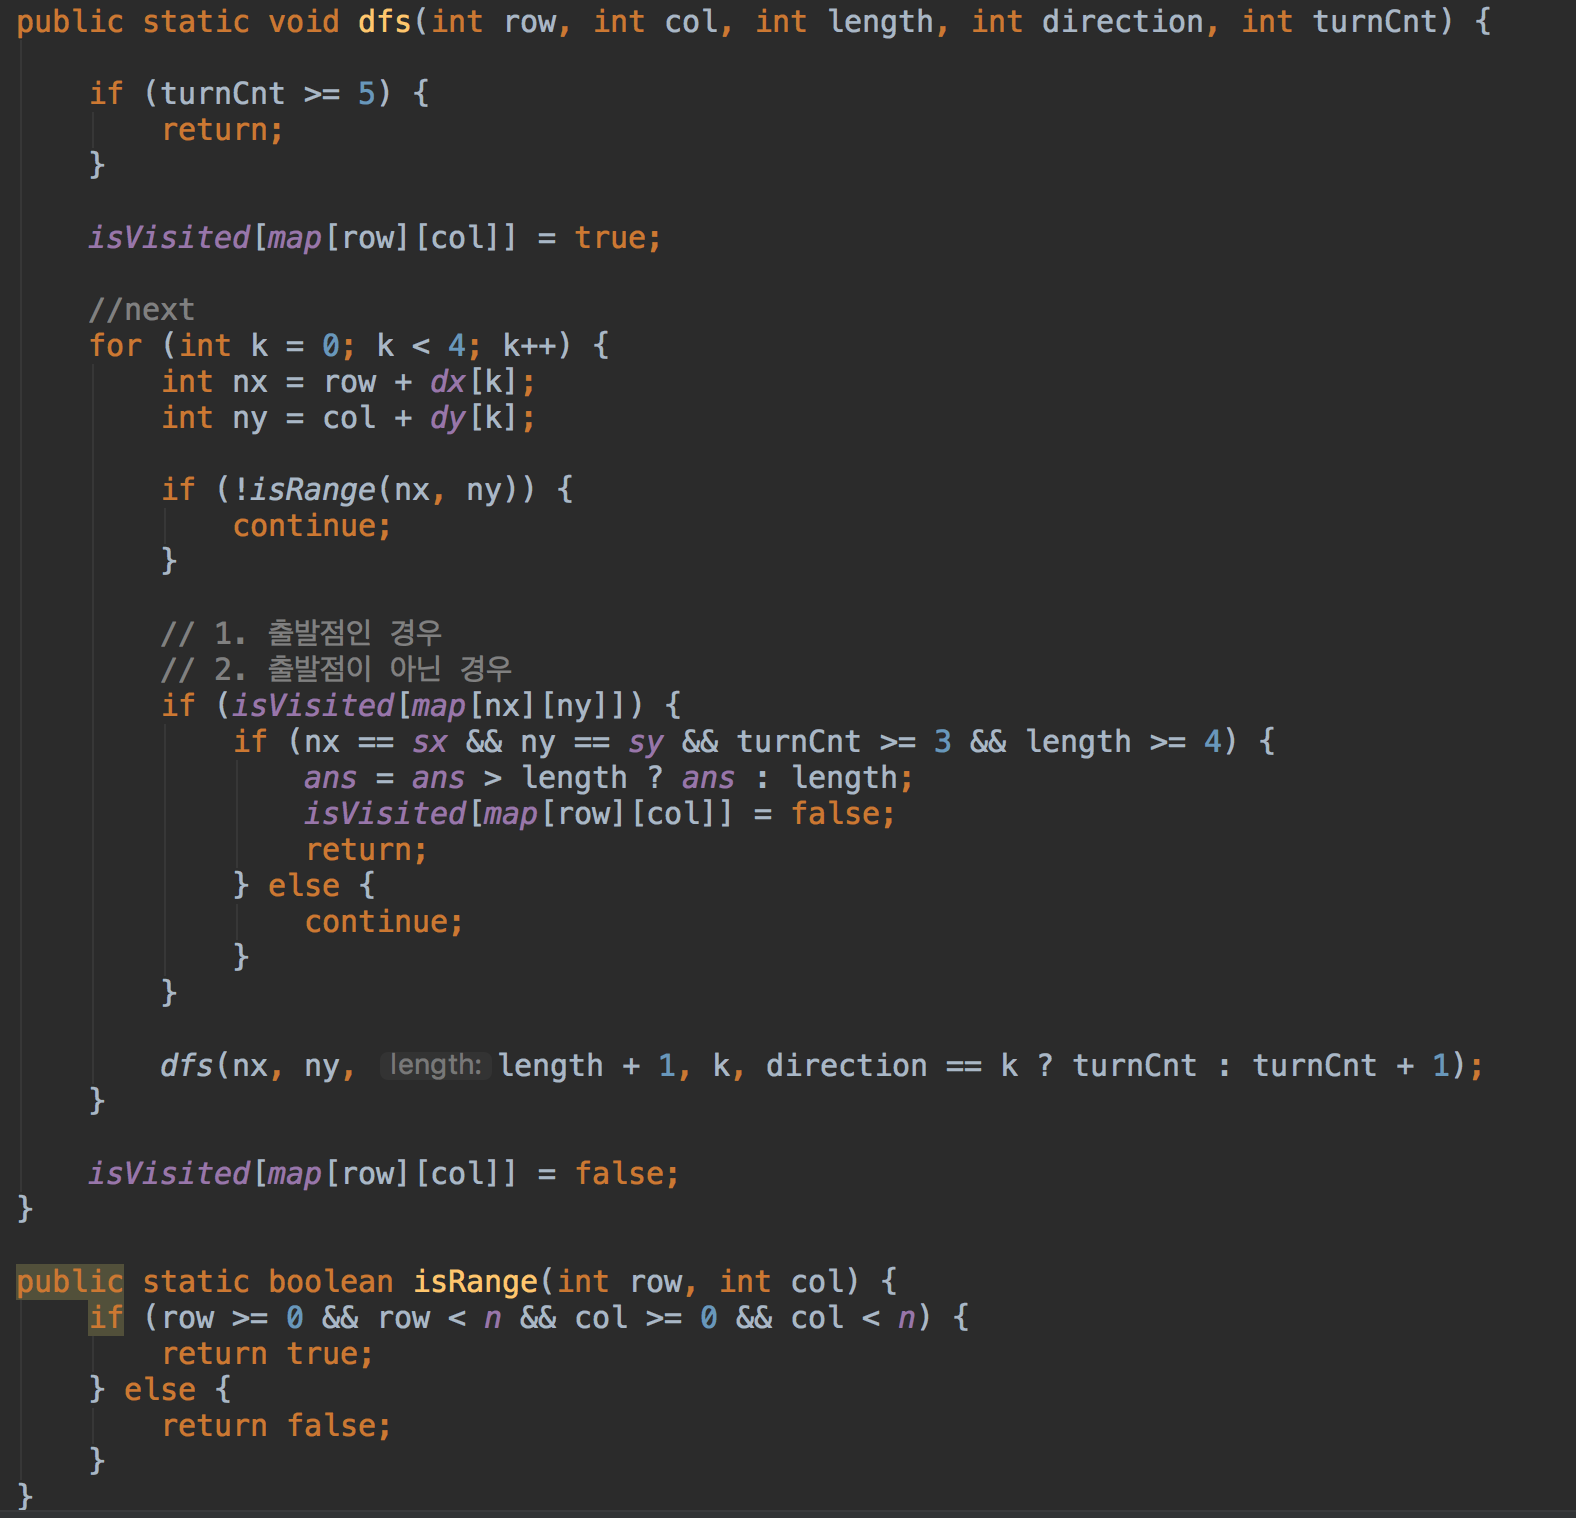 public static void dfs(int row, int col, int length, int direction, int turnCnt) {
if (turnCnt >= 5) {
return;
}
isVisited[map[row][col]] = true;
//next
for (int k = 0; k < 4; k++) {
int nx = row + dx[k];
int ny = col + dy[k];
if (!isRange(nx, ny)) {
continue;
}
// 1. 출발점인 경우
// 2. 출발점이 아닌 경우
if (isVisited[map[nx][ny]]) {
if (nx == sx && ny == sy && turnCnt >= 3 && length >= 4) {
ans = ans > length ? ans : length;
isVisited[map[row][col]] = false;
return;
} else {
continue;
}
}
dfs(nx, ny, length: length + 1, k, direction == k ? turnCnt : turnCnt + 1);
}
isVisited[map[row][col]] = false;
}
public static boolean isRange(int row, int col) {
if (row >= 0 && row < n && col >= 0 && col < n) {
return true;
} else {
return false;
}
}